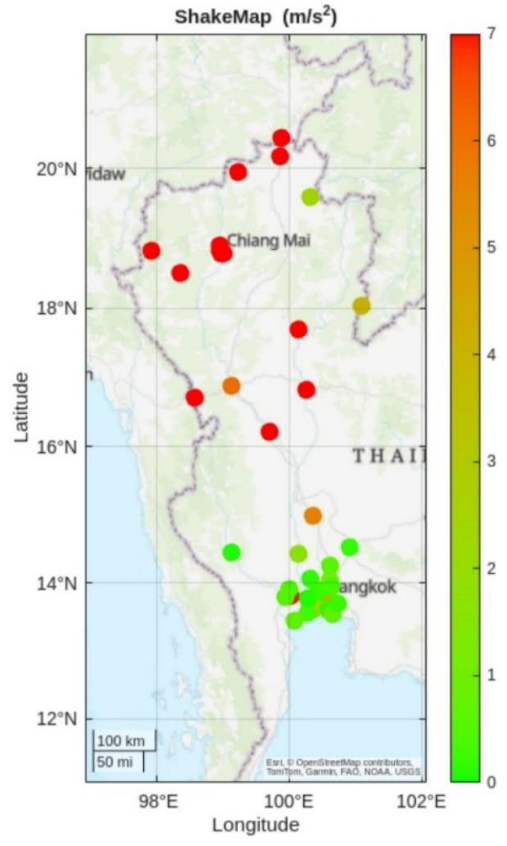 ShakeMap (m/s²)
7
20°N
idaw
6
Chiang Mai
5
18°N
4
Latitude
16°N
THAI
3
14°N
angkok
2
12°N
1
100 km
50 mi
Esri, © OpenStreetMap contributors,
TomTom, Garmin, FAO, NOAA, USGS
0
98°E
100°E
102°E
Longitude